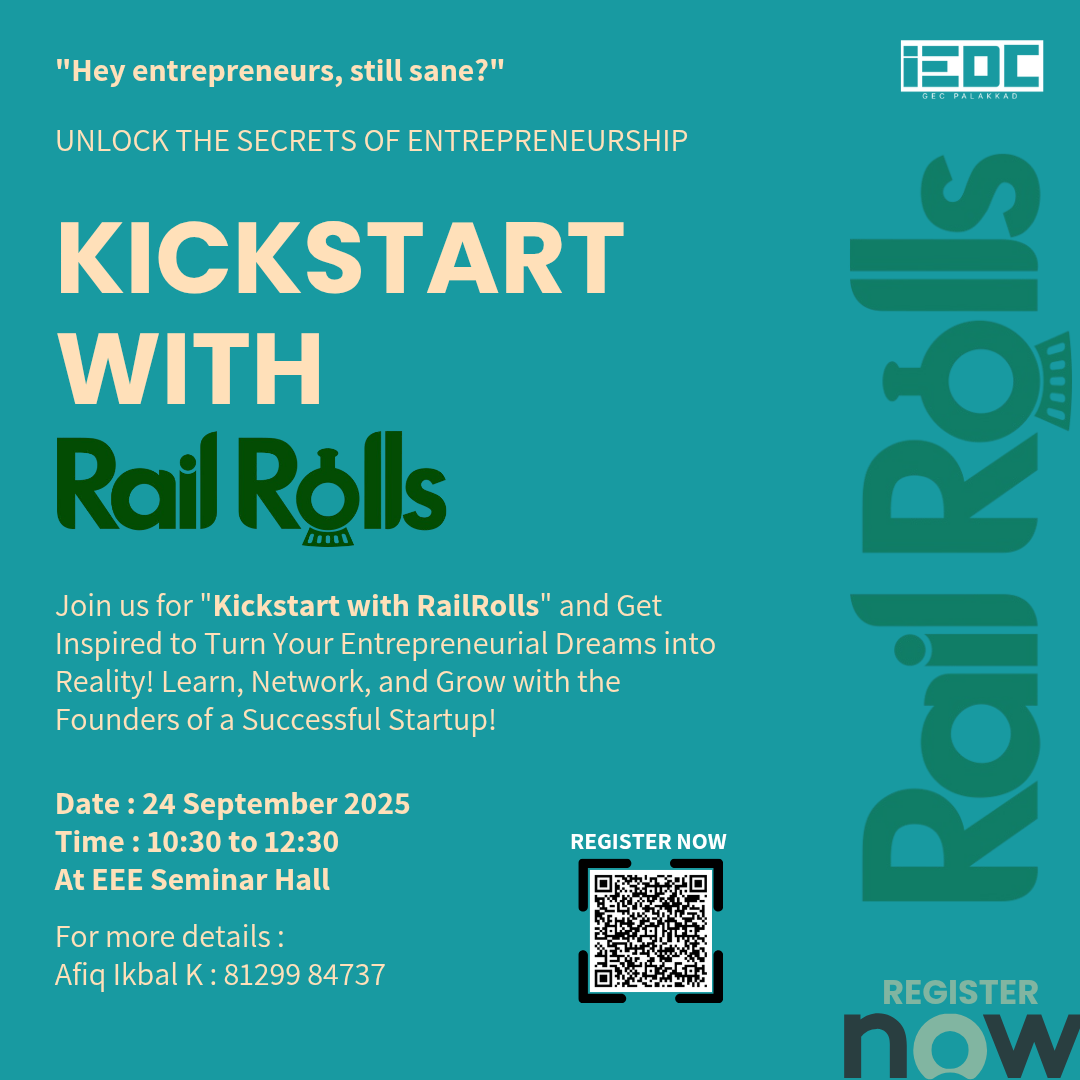 "Hey entrepreneurs, still sane?"
iEDC
GEC PALAKKAD
UNLOCK THE SECRETS OF ENTREPRENEURSHIP
KICKSTART
WITH
Rail Rolls
Join us for "Kickstart with RailRolls" and Get
Inspired to Turn Your Entrepreneurial Dreams into
Reality! Learn, Network, and Grow with the
Founders of a Successful Startup!
Date : 24 September 2025
Time : 10:30 to 12:30
At EEE Seminar Hall
For more details :
Afiq Ikbal K : 81299 84737
REGISTER NOW
Rail Rolls
REGISTER
now